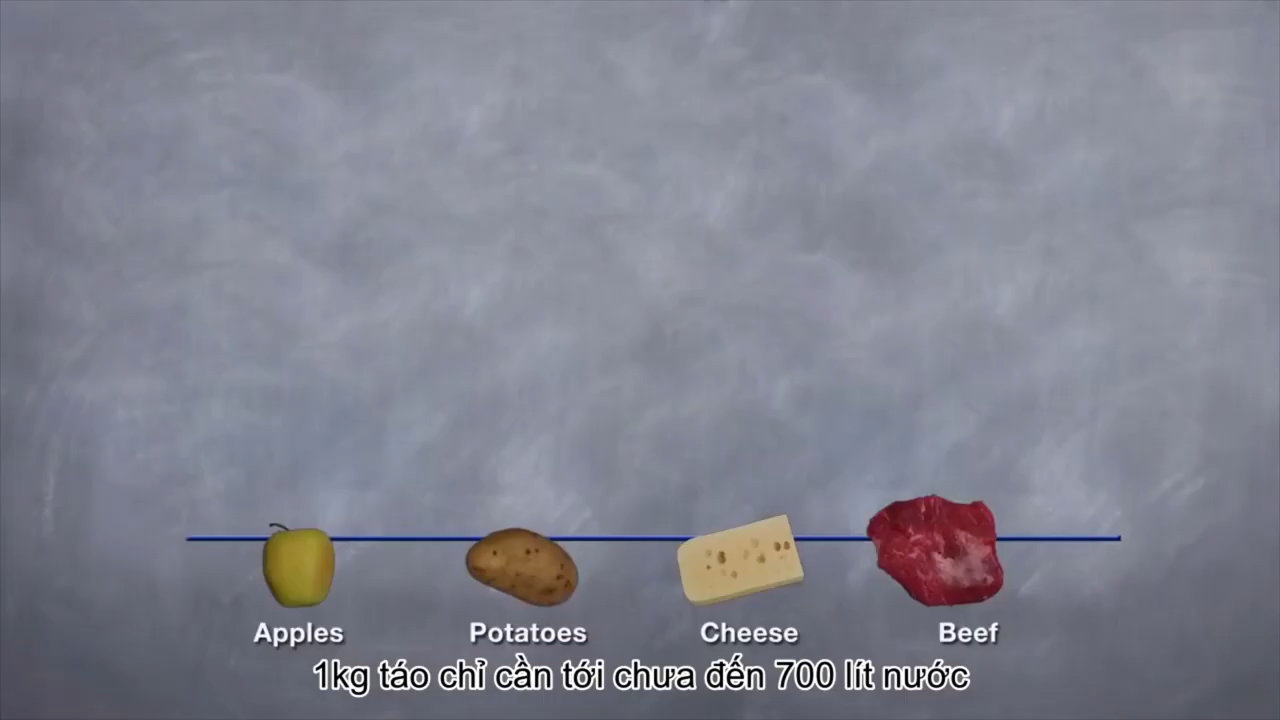 Apples Potatoes Cheese Beef
1kg táo chỉ cần tới chưa đến 700 lít nước